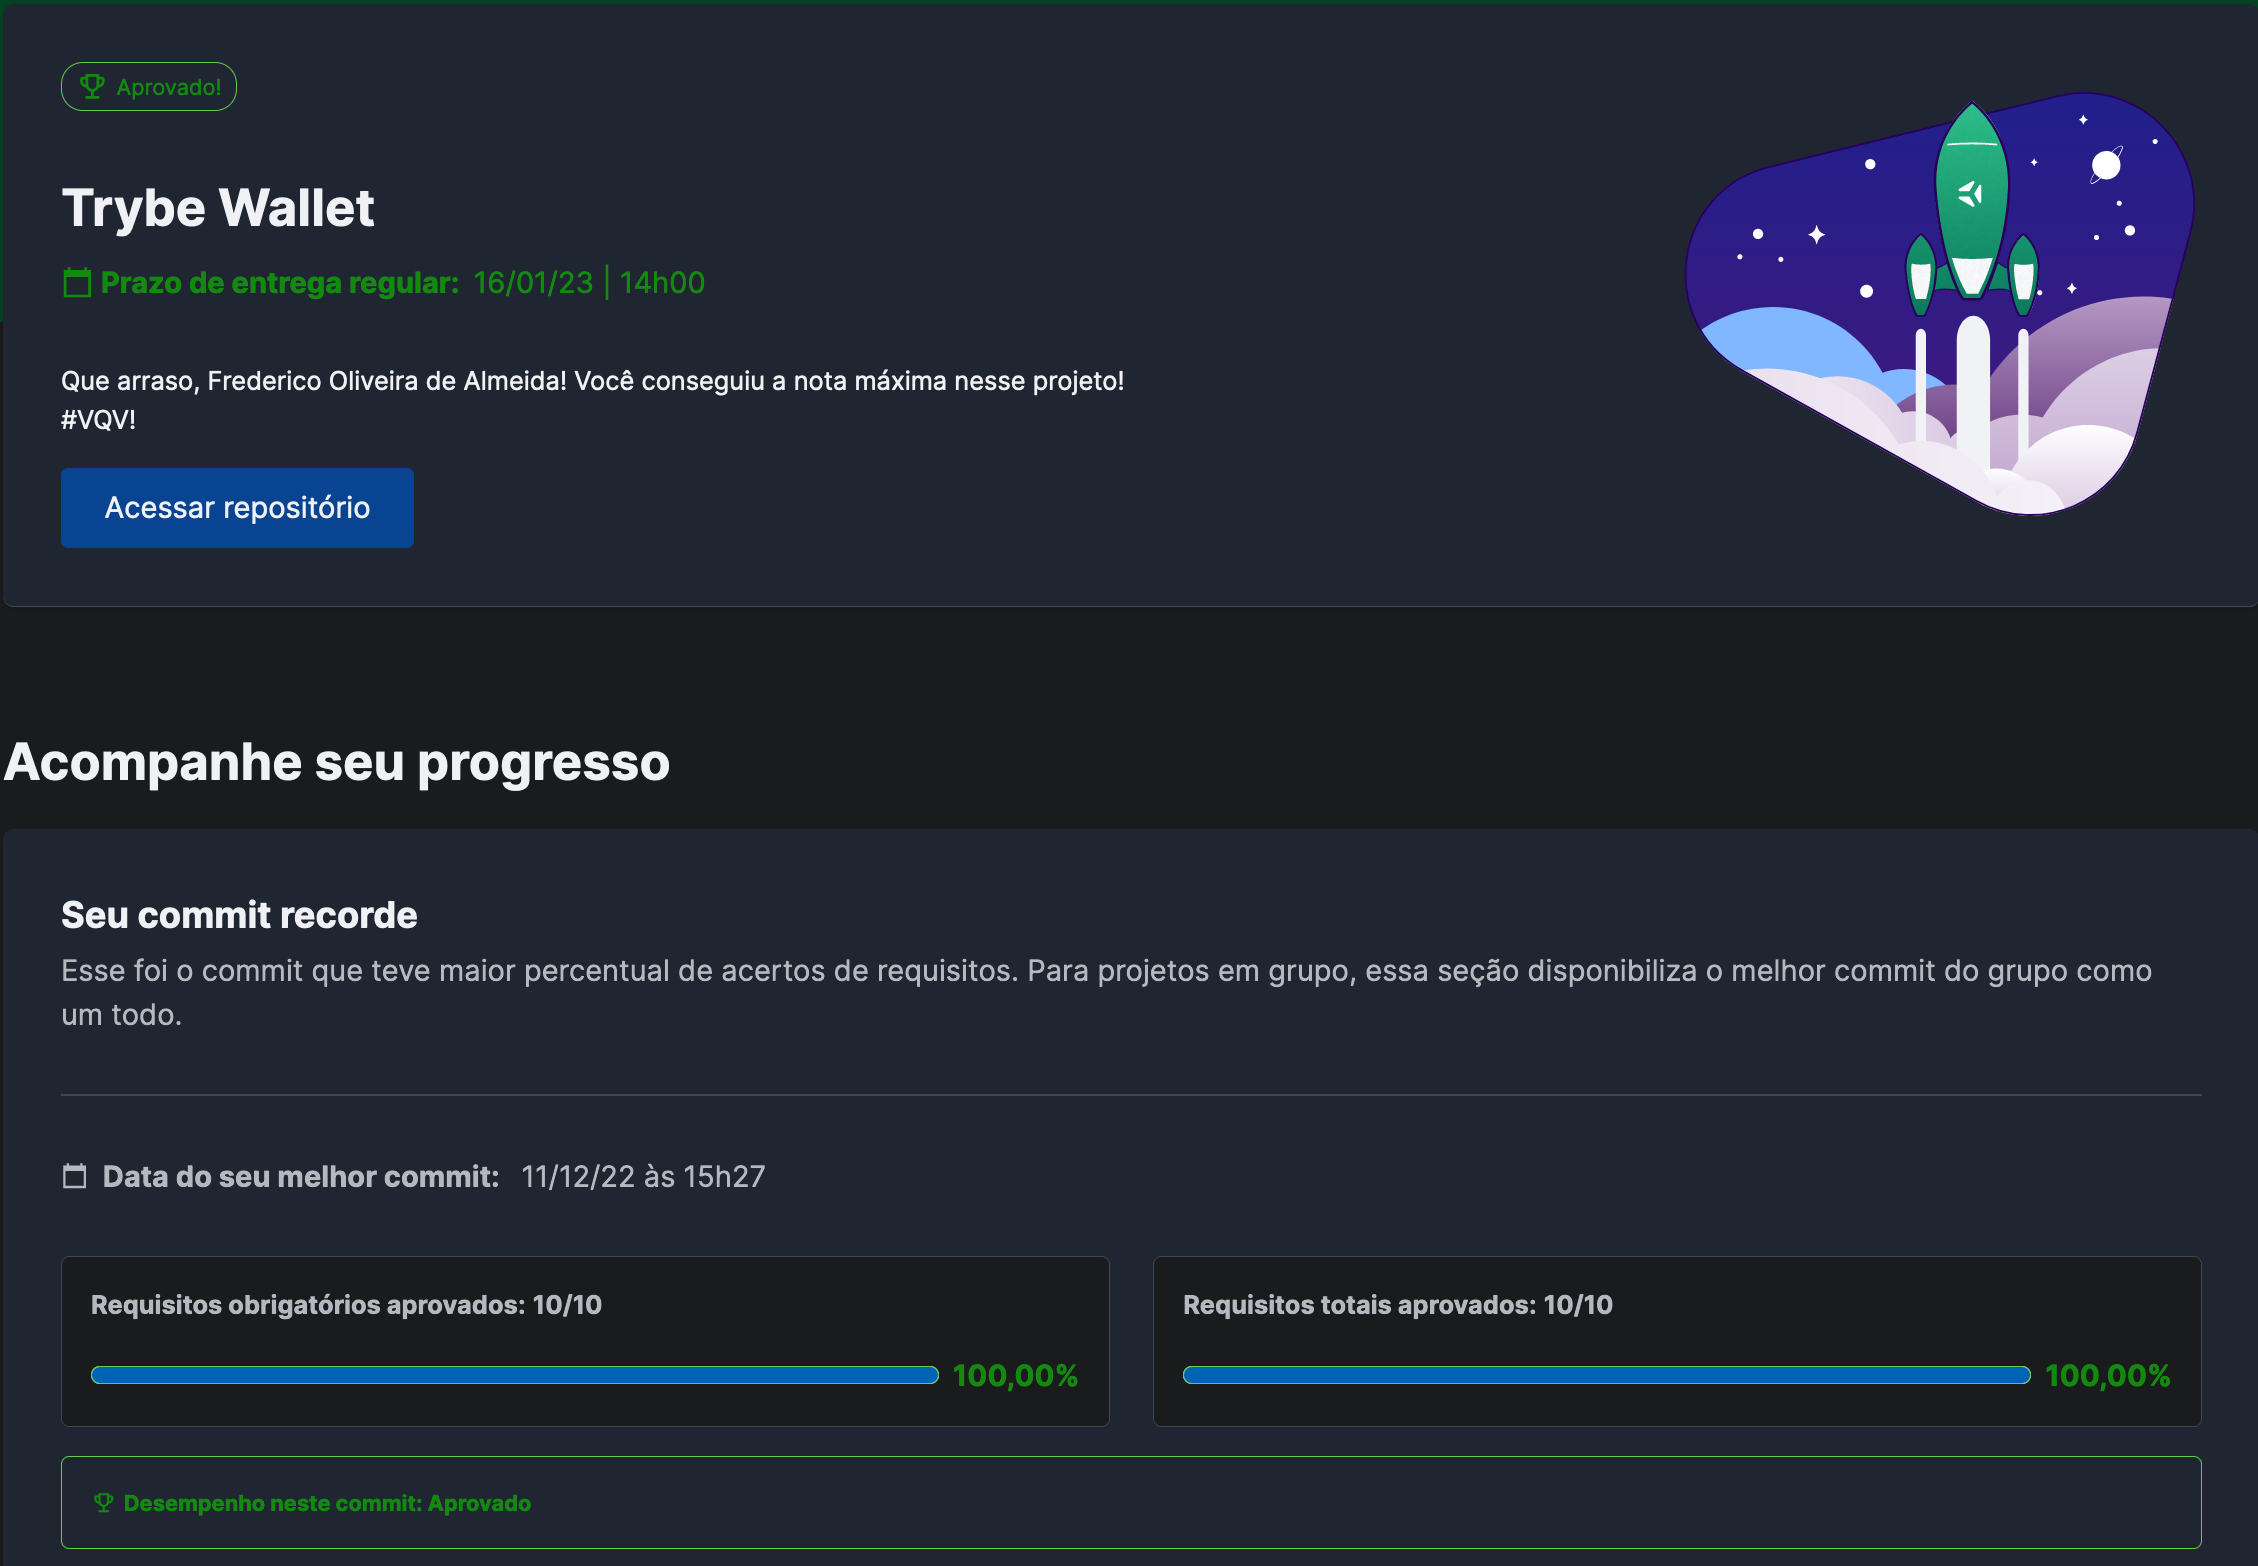 Aprovado!
Trybe Wallet
Prazo de entrega regular: 16/01/23 | 14h00
Que arraso, Frederico Oliveira de Almeida! Você conseguiu a nota máxima nesse projeto!
#VQV!
Acessar repositório
Acompanhe seu progresso
Seu commit recorde
Esse foi o commit que teve maior percentual de acertos de requisitos. Para projetos em grupo, essa seção disponibiliza o melhor commit do grupo como
um todo.
Data do seu melhor commit: 11/12/22 às 15h27
Requisitos obrigatórios aprovados: 10/10
100,00%
Requisitos totais aprovados: 10/10
100,00%
Desempenho neste commit: Aprovado